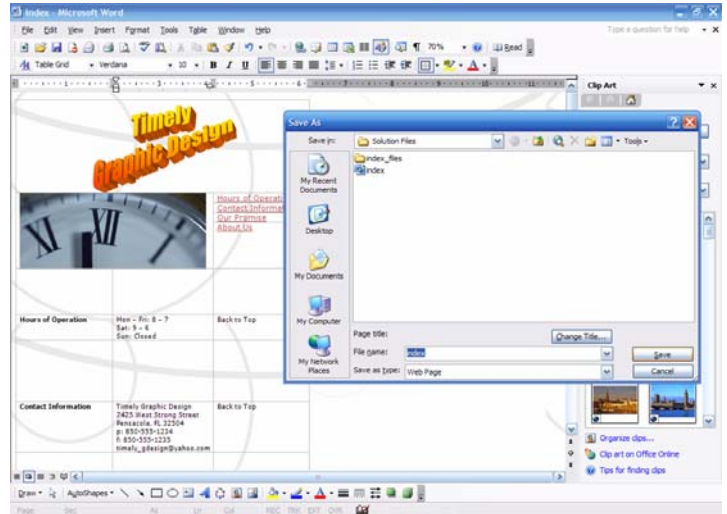 Index - Microsoft Word
File Edit View Insert Format Tools Table Window Help
Type a question for help
70%
Read
Table Grid
Verdana
10
B I U
Clip Art
Timely
Graphic Design
Hours of Operati
Contact Informa
Our Promise
About Us
Save As
Save in:
Solution Files
Tools
My Recent
Documents
Desktop
My Documents
My Computer
My Network
Places
index_files
index
Page title:
Change Title...
File name:
index
Save
Save as type:
Web Page
Cancel
Hours of Operation
Mon - Fri: 8 - 7
Sat: 9 - 6
Sun: Closed
Back to Top
Contact Information
Timely Graphic Design
2425 West Strong Street
Pensacola, FL 32504
p: 850-555-1234
f: 850-555-1235
timely_gdesign@yahoo.com
Back to Top
Organize clips...
Clip art on Office Online
Tips for finding clips
Draw
AutoShapes
Page Sec At Ln Col REC TRK EXT OVR